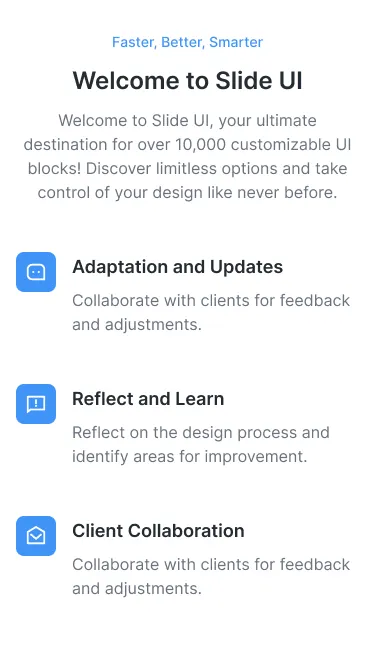 Faster, Better, Smarter
Welcome to Slide UI
Welcome to Slide UI, your ultimate
destination for over 10,000 customizable UI
blocks! Discover limitless options and take
control of your design like never before.
Adaptation and Updates
Collaborate with clients for feedback
and adjustments.
Reflect and Learn
Reflect on the design process and
identify areas for improvement.
Client Collaboration
Collaborate with clients for feedback
and adjustments.